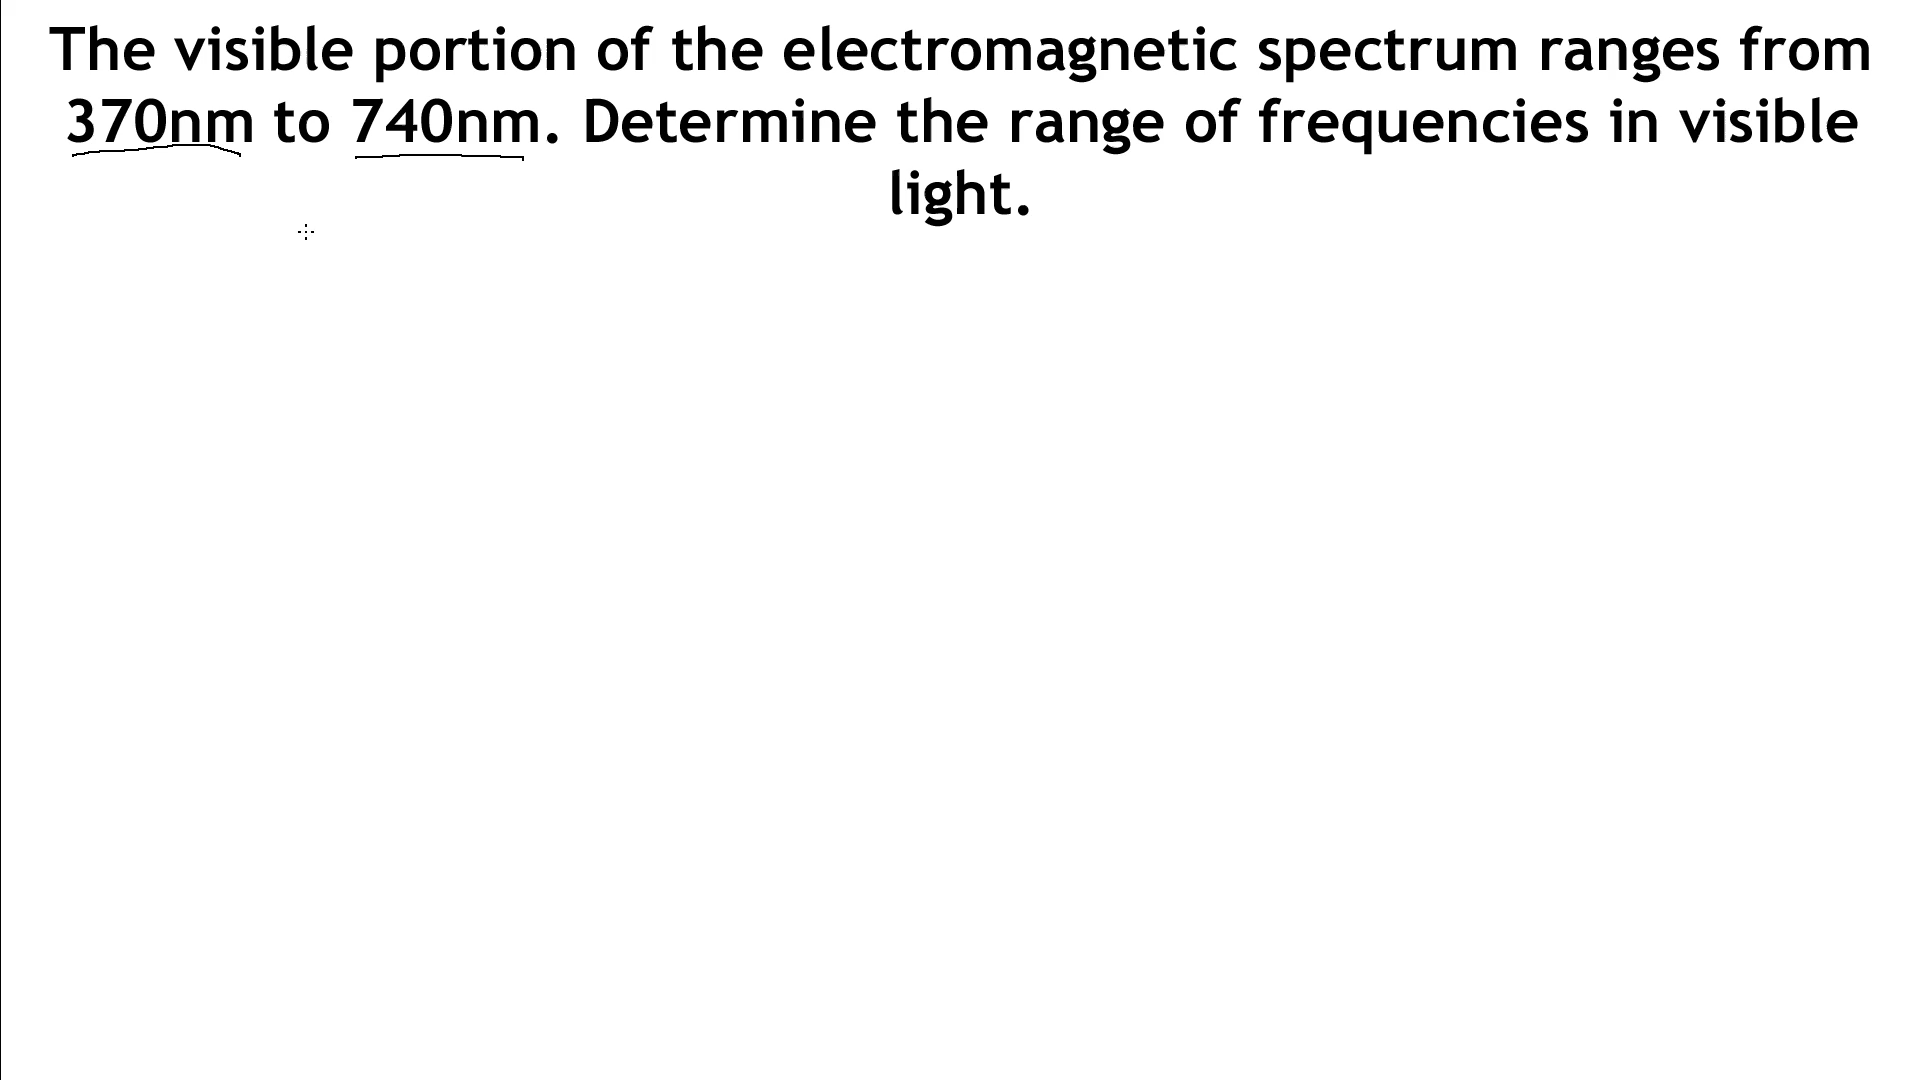 The visible portion of the electromagnetic spectrum ranges from
370nm to 740nm. Determine the range of frequencies in visible
light.